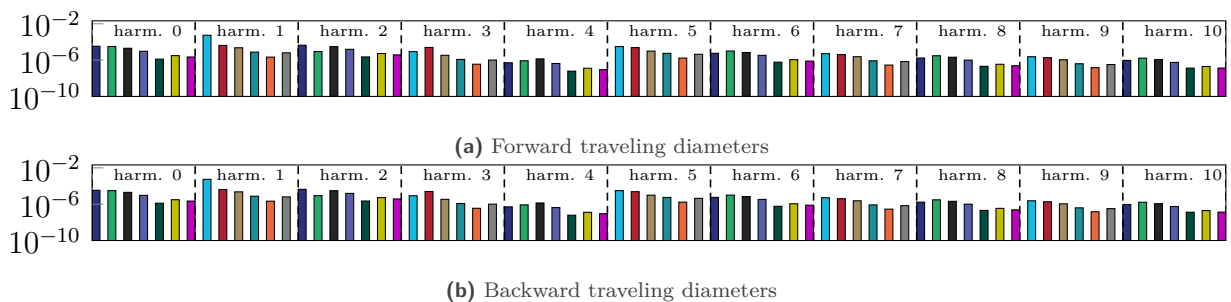 10⁻²
harm. 0 harm. 1 harm. 2 harm. 3 harm. 4 harm. 5 harm. 6 harm. 7 harm. 8 harm. 9 harm. 10
10⁻⁶
10⁻¹⁰
(a) Forward traveling diameters
10⁻²
harm. 0 harm. 1 harm. 2 harm. 3 harm. 4 harm. 5 harm. 6 harm. 7 harm. 8 harm. 9 harm. 10
10⁻⁶
10⁻¹⁰
(b) Backward traveling diameters